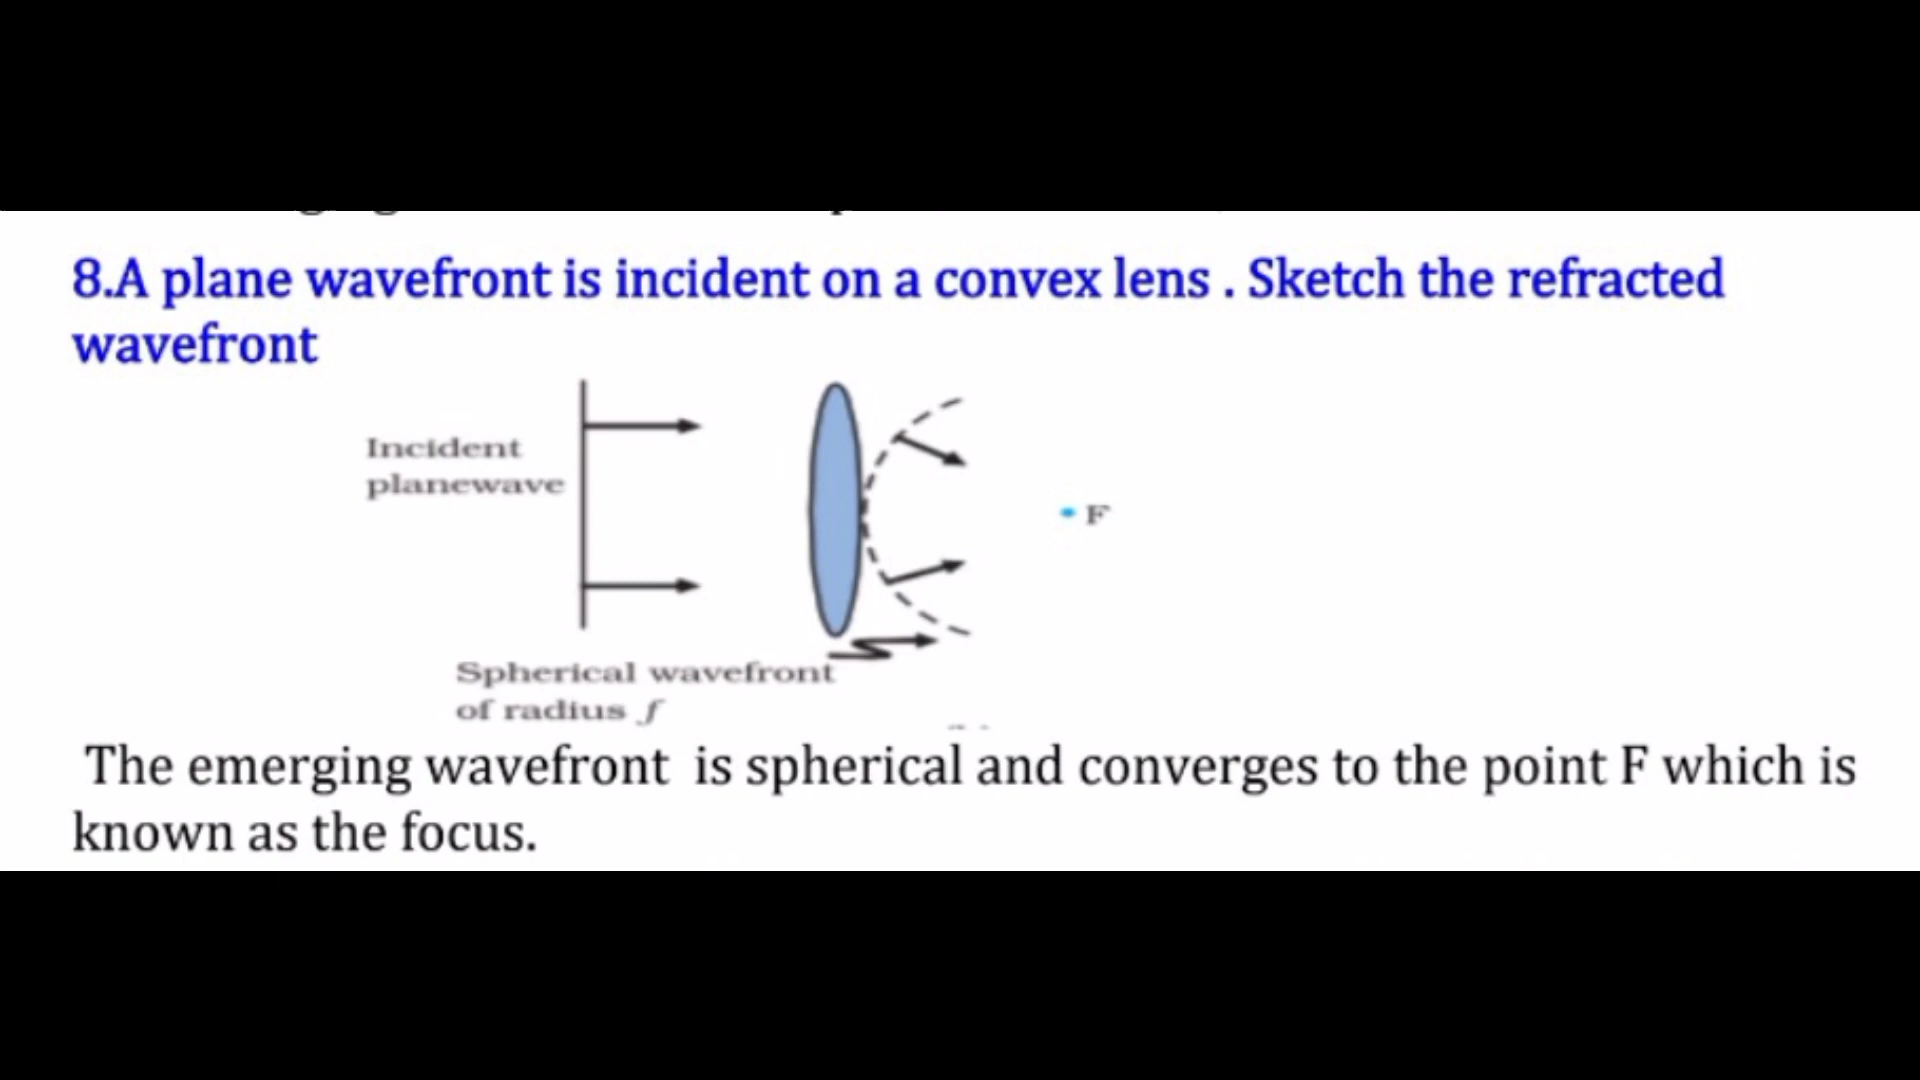 8.A plane wavefront is incident on a convex lens . Sketch the refracted
wavefront
Incident
planewave
F
Spherical wavefront
of radius f
The emerging wavefront is spherical and converges to the point F which is
known as the focus.